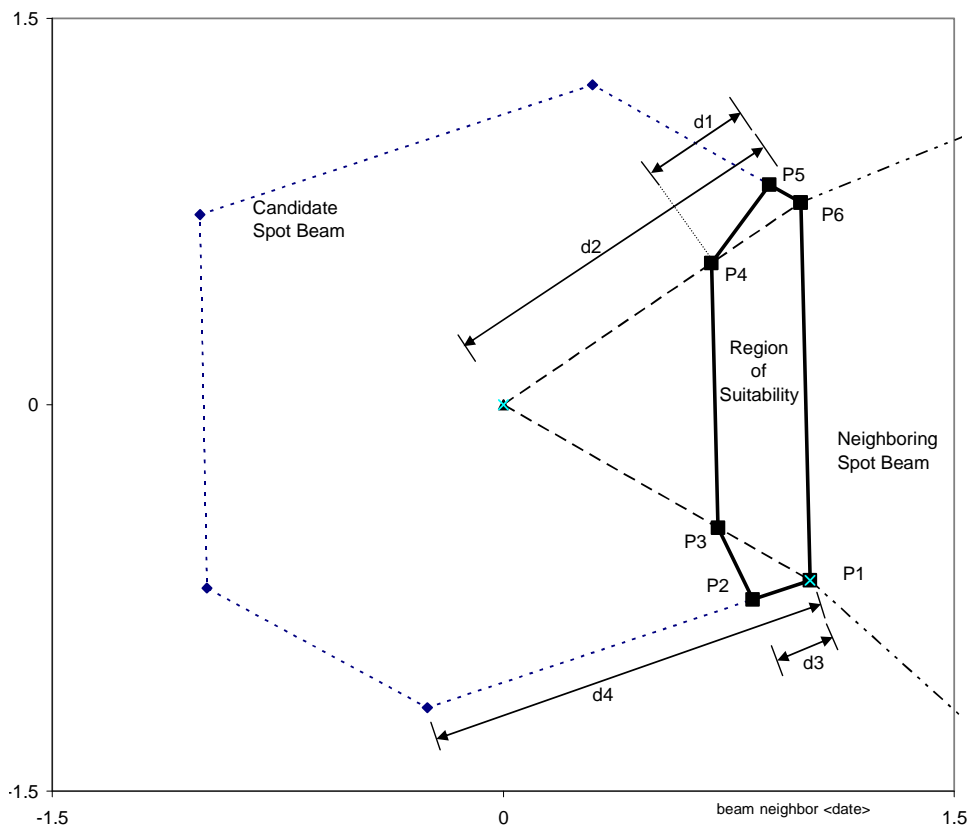 1.5
d1
P5
Candidate
Spot Beam
P6
d2
P4
Region
of
Suitability
0
Neighboring
Spot Beam
P3
P1
P2
d3
d4
-1.5
beam neighbor <date>
-1.5
0
1.5